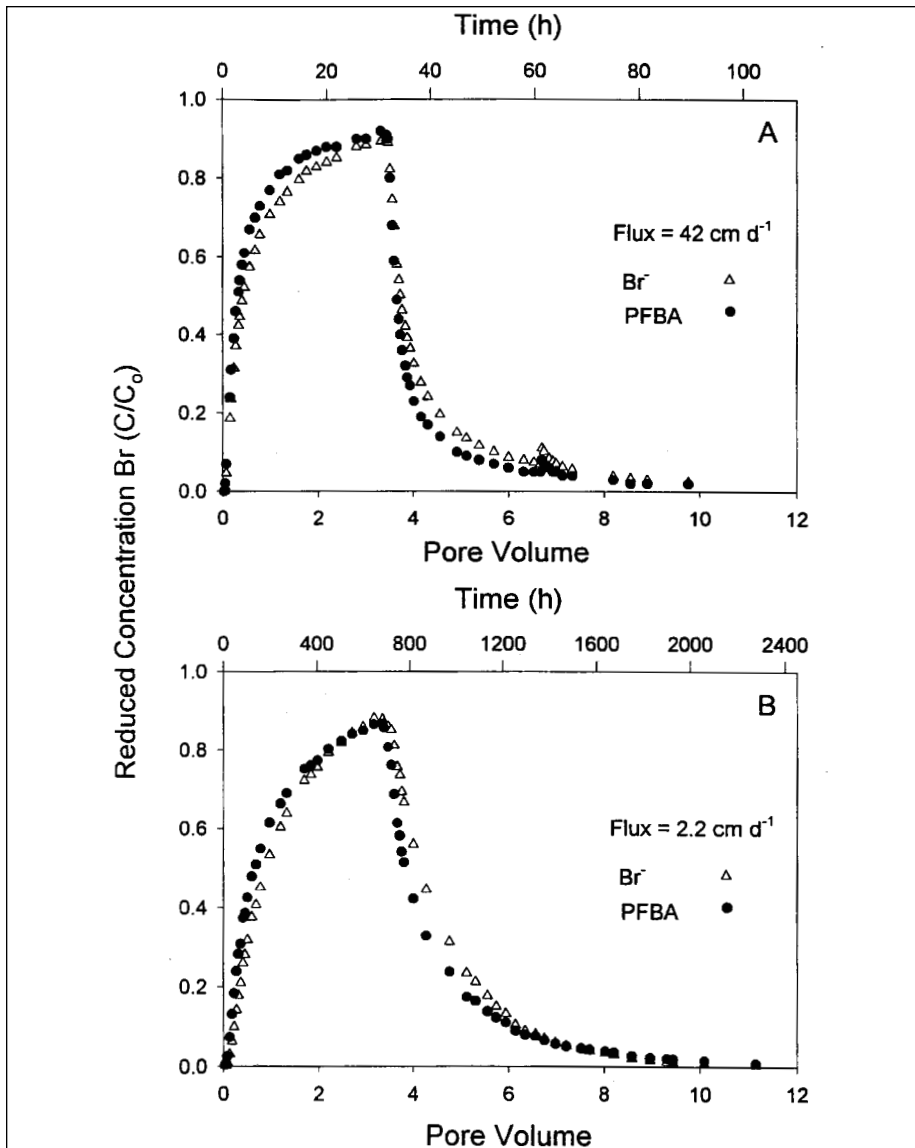 Time (h)
0 20 40 60 80 100
1.0
A
0.8
0.6
Flux = 42 cm d⁻¹
Br⁻
PFBA
0.4
0.2
0.0
0 2 4 6 8 10 12
Pore Volume
Reduced Concentration Br (C/Cₒ)
Time (h)
0 400 800 1200 1600 2000 2400
1.0
B
0.8
0.6
Flux = 2.2 cm d⁻¹
Br⁻
PFBA
0.4
0.2
0.0
0 2 4 6 8 10 12
Pore Volume